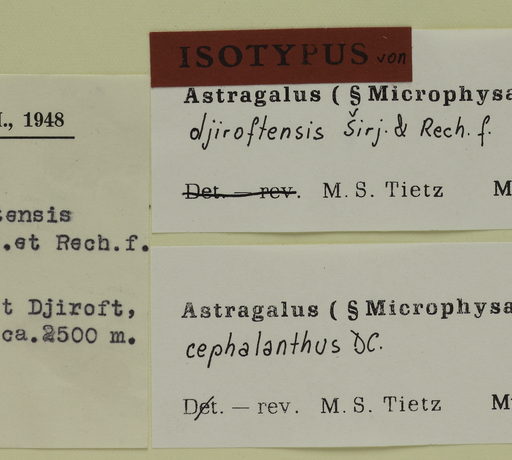 I., 1948
tensis
.et Rech.f.
t Djiroft,
ca.2500 m.
ISOTYPUS von
Astragalus ( § Microphysa
djiroftensis Širj. & Rech. f.
Det. — rev. M. S. Tietz M
Astragalus ( § Microphysa
cephalanthus DC.
Det. — rev. M. S. Tietz M